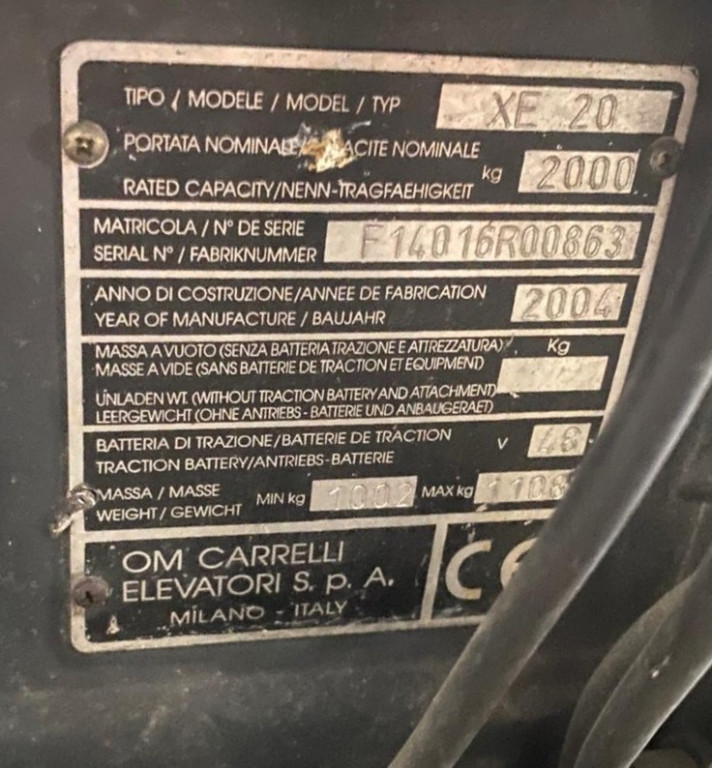 TIPO / MODELE / MODEL / TYP XE 20
PORTATA NOMINALE ACITE NOMINALE
RATED CAPACITY/NENN-TRAGFAEHIGKEIT kg 2000
MATRICOLA / N° DE SERIE
SERIAL N° / FABRIKNUMMER F14016R00863
ANNO DI COSTRUZIONE/ANNEE DE FABRICATION
YEAR OF MANUFACTURE / BAUJAHR 2004
MASSA A VUOTO (SENZA BATTERIA TRAZIONE E ATTREZZATURA) Kg
MASSE A VIDE (SANS BATTERIE DE TRACTION ET EQUIPMENT)
UNLADEN WT. (WITHOUT TRACTION BATTERY AND ATTACHMENT)
LEERGEWICHT (OHNE ANTRIEBS-BATTERIE UND ANBAUGERAET)
BATTERIA DI TRAZIONE/BATTERIE DE TRACTION V 48
TRACTION BATTERY/ANTRIEBS-BATTERIE
MASSA / MASSE
WEIGHT / GEWICHT MIN kg 1002 MAX kg 1108
OM CARRELLI
ELEVATORI S. p. A.
MILANO - ITALY
CE